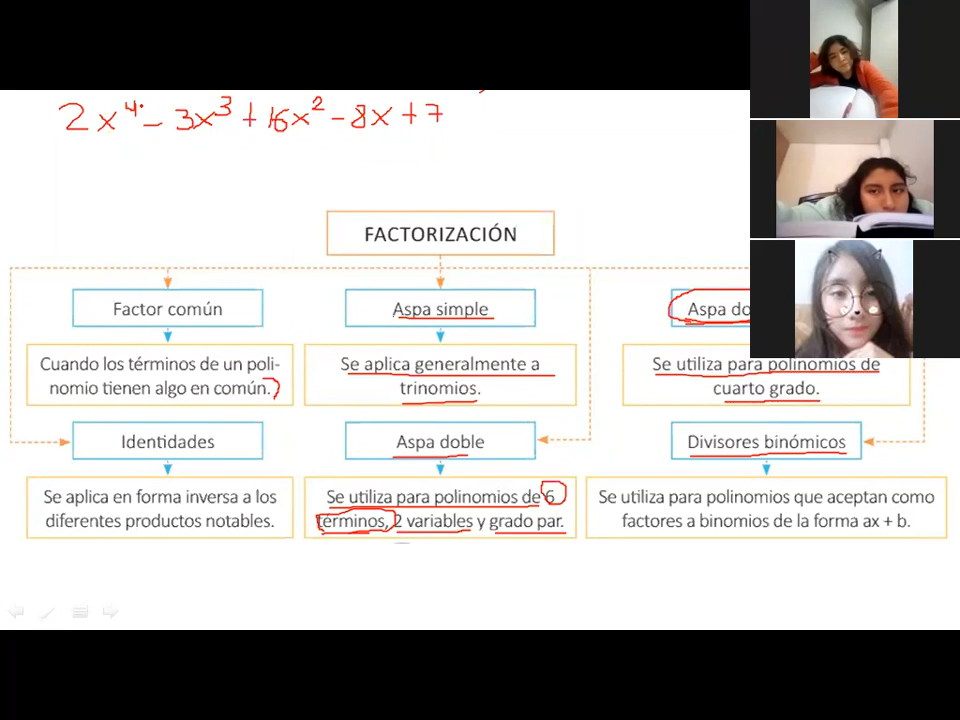 2x⁴ - 3x³ + 16x² - 8x + 7
FACTORIZACIÓN
Factor común
Cuando los términos de un poli-
nomio tienen algo en común.
Aspa simple
Se aplica generalmente a
trinomios.
Aspa do
Se utiliza para polinomios de
cuarto grado.
Identidades
Se aplica en forma inversa a los
diferentes productos notables.
Aspa doble
Se utiliza para polinomios de 6
términos, 2 variables y grado par.
Divisores binómicos
Se utiliza para polinomios que aceptan como
factores a binomios de la forma ax + b.